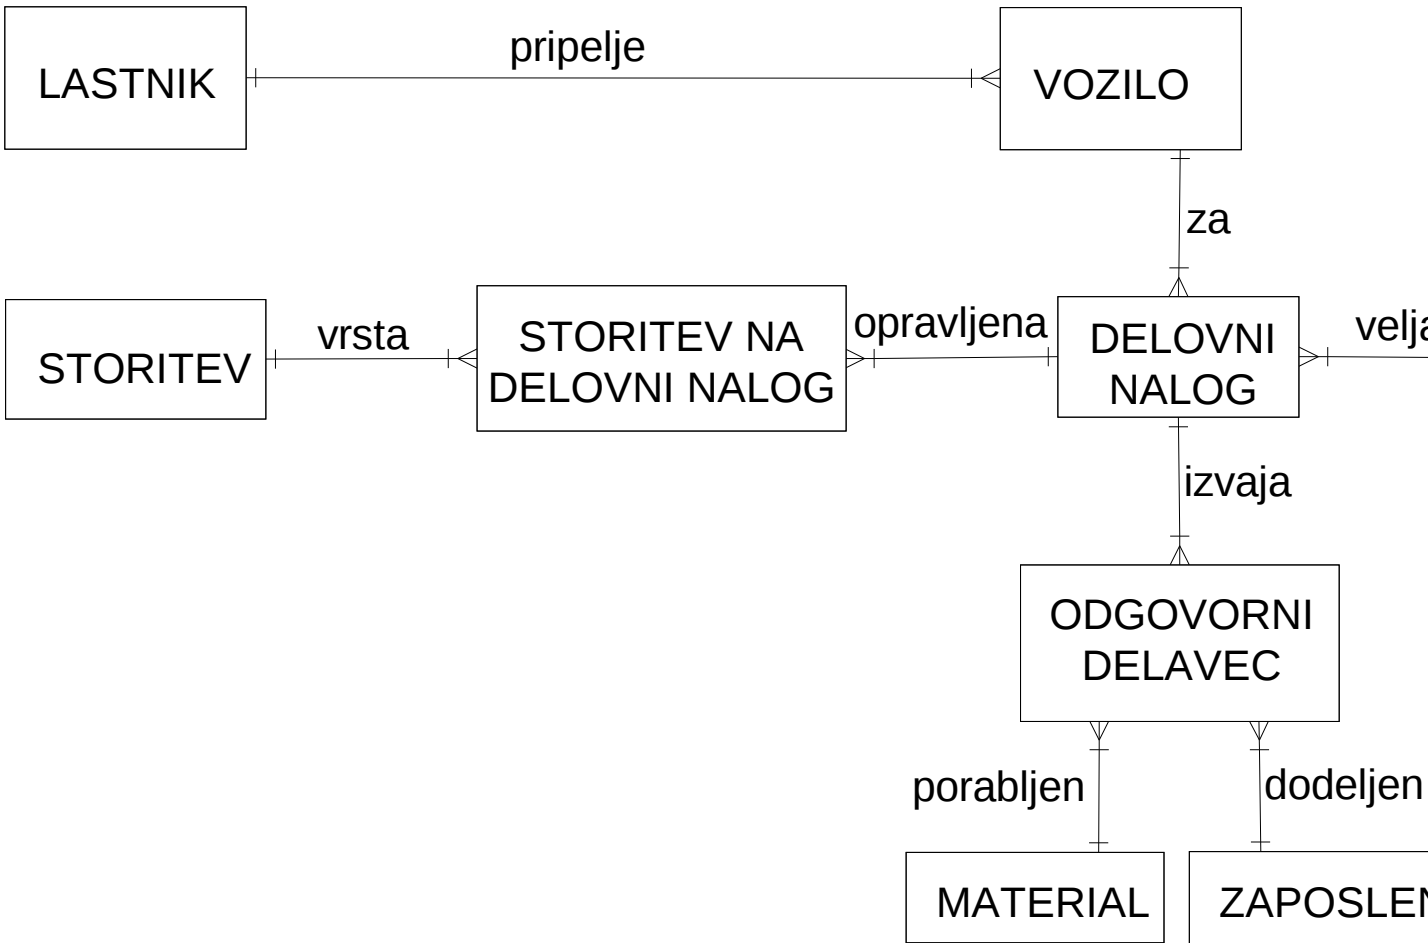 pripelje
LASTNIK
VOZILO
za
STORITEV
vrsta
STORITEV NA
DELOVNI NALOG
opravljena
DELOVNI
NALOG
izvaja
ODGOVORNI
DELAVEC
porabljen
dodeljen
MATERIAL